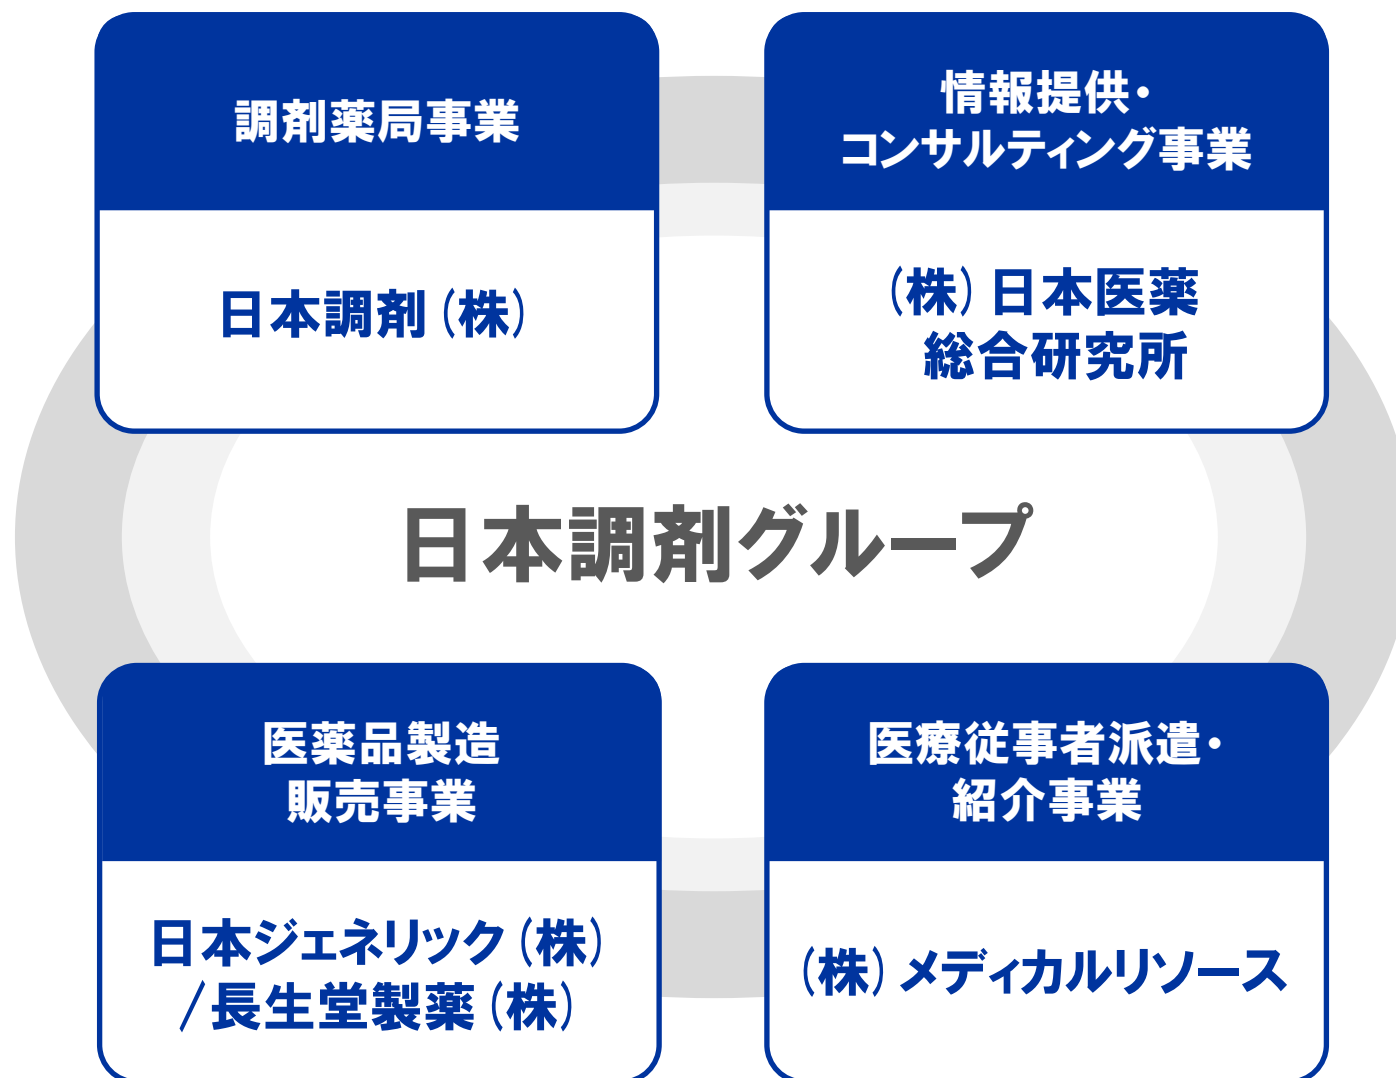 調剤薬局事業
日本調剤(株)
情報提供・
コンサルティング事業
(株)日本医薬
総合研究所
日本調剤グループ
医薬品製造
販売事業
日本ジェネリック(株)
/長生堂製薬(株)
医療従事者派遣・
紹介事業
(株)メディカルリソース